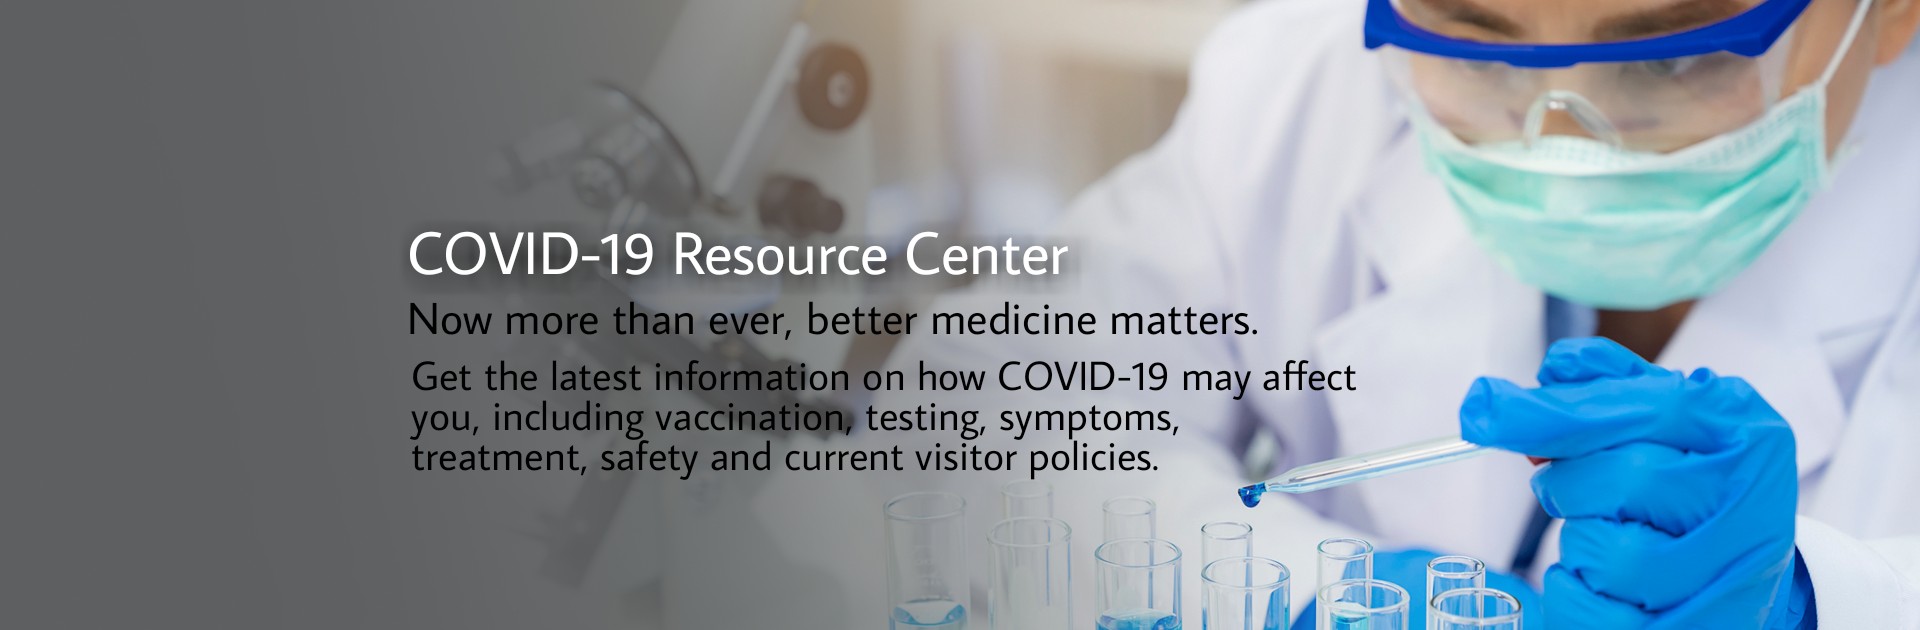 COVID-19 Resource Center
Now more than ever, better medicine matters.
Get the latest information on how COVID-19 may affect
you, including vaccination, testing, symptoms,
treatment, safety and current visitor policies.